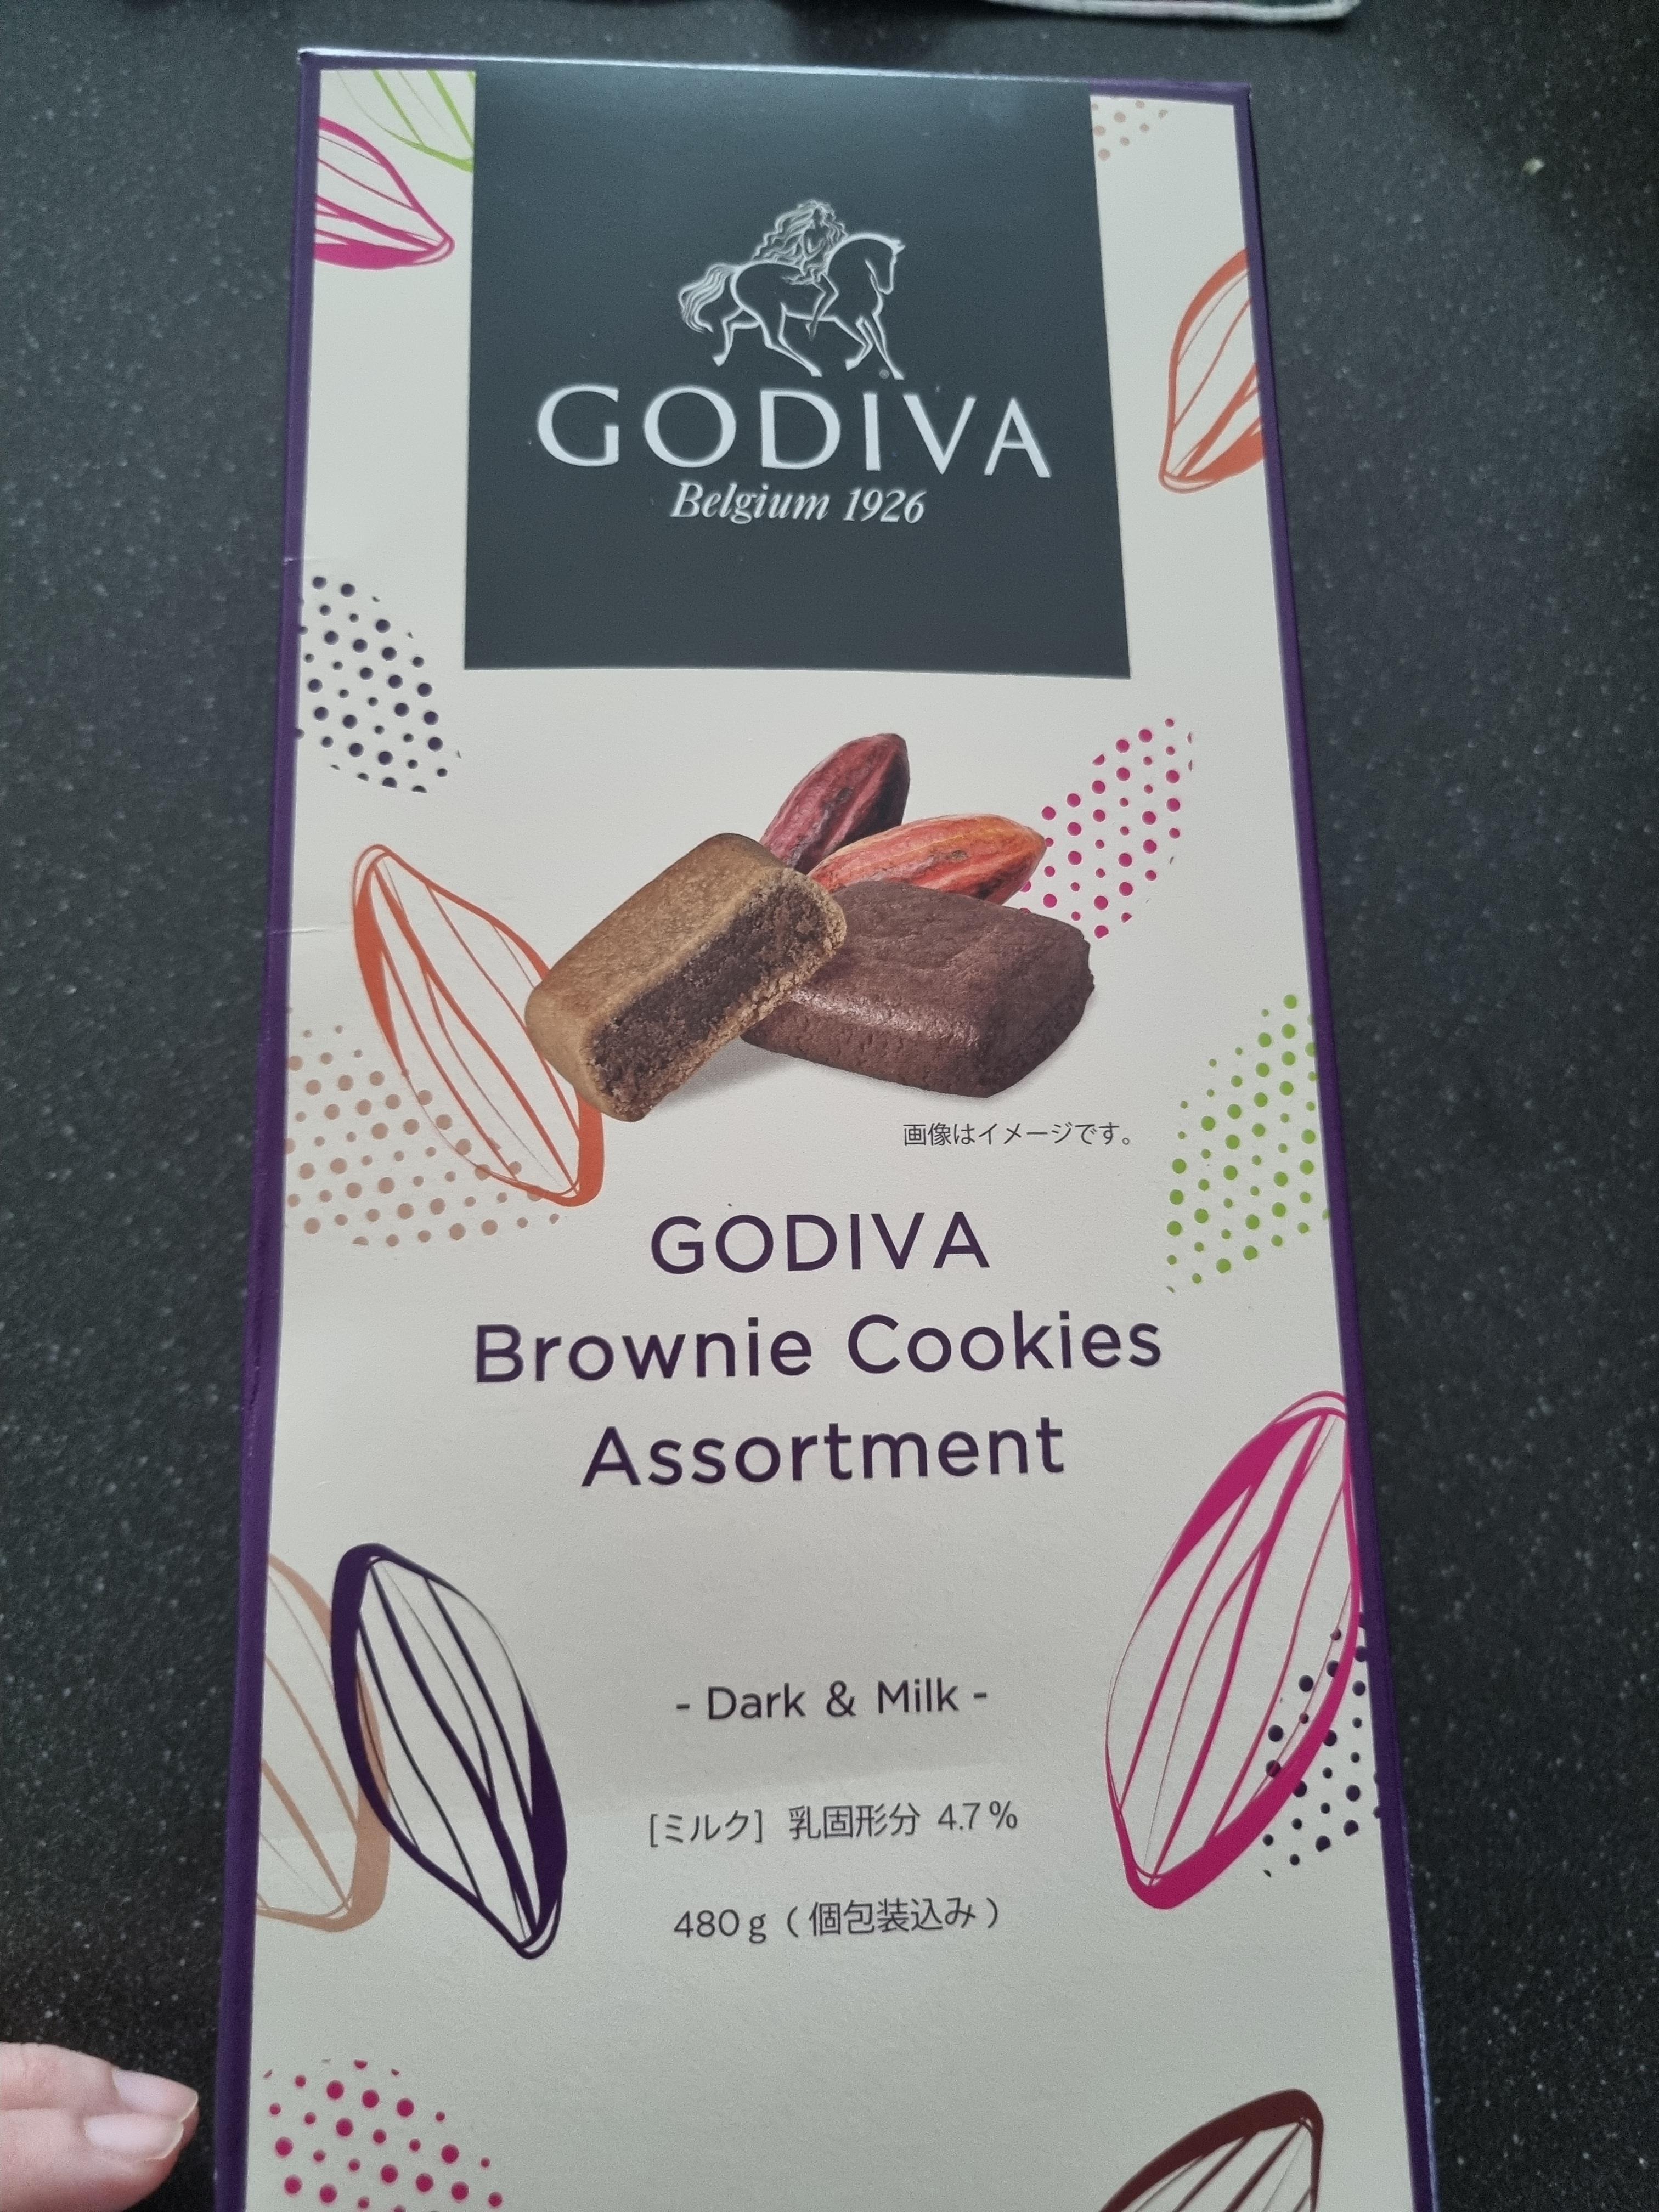 GODIVA
Belgium 1926
画像はイメージです。
GODIVA
Brownie Cookies
Assortment
- Dark & Milk -
[ミルク] 乳固形分 4.7%
480g（個包装込み）